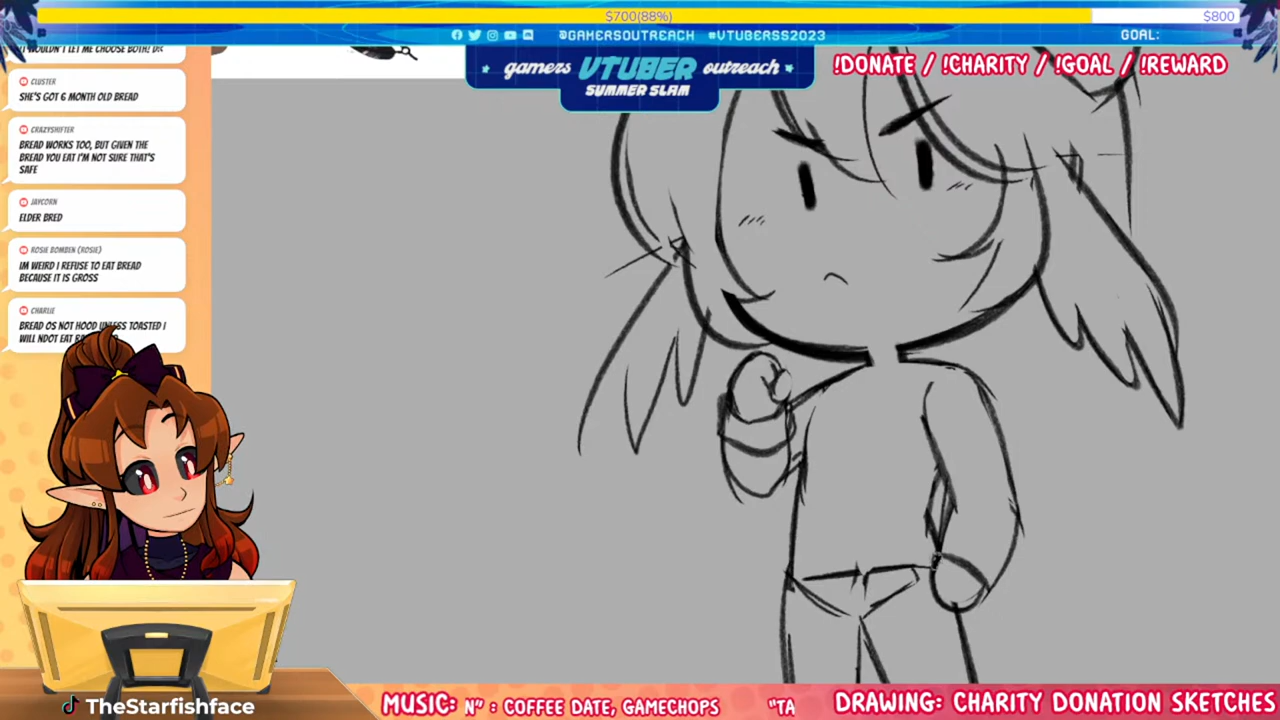 $700(88%)
$800
@GAMERSOUTREACH
#VTUBERSS2023
GOAL:
gamers VTUBER outreach
SUMMER SLAM
!DONATE / !CHARITY / !GOAL / !REWARD
CLUSTER
SHE'S GOT 6 MONTH OLD BREAD
CRAZYSHIFTER
BREAD WORKS TOO, BUT GIVEN THE
BREAD YOU EAT I'M NOT SURE THAT'S
SAFE
JAYCORN
ELDER BRED
ROSIE BOMBEN (ROSIE)
IM WEIRD I REFUSE TO EAT BREAD
BECAUSE IT IS GROSS
CHARLIE
BREAD OS NOT HOOD UNLESS TOASTED I
WILL NDOT EAT
TheStarfishface
MUSIC: N" : COFFEE DATE, GAMECHOPS "TA
DRAWING: CHARITY DONATION SKETCHES